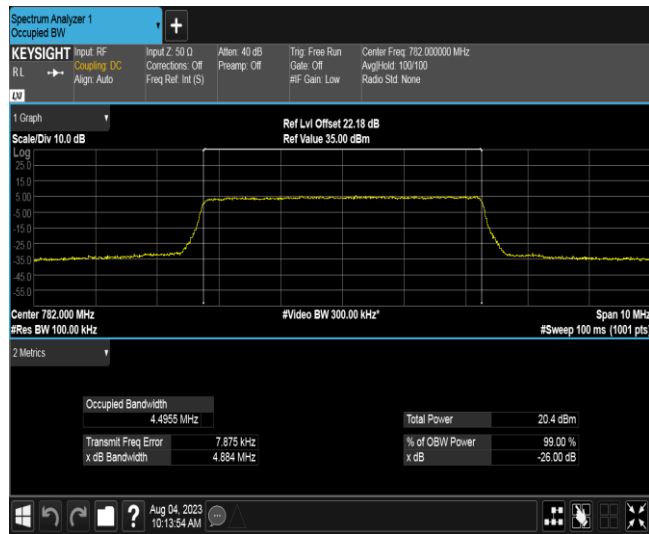 Spectrum Analyzer 1
Occupied BW
+
KEYSIGHT
R L
LXI
Input: RF
Coupling: DC
Align: Auto
Input Z: 50 Ω
Corrections: Off
Freq Ref: Int (S)
Atten: 40 dB
Preamp: Off
Trig: Free Run
Gate: Off
#IF Gain: Low
Center Freq: 782.000000 MHz
Avg|Hold: 100/100
Radio Std: None
1 Graph
Scale/Div 10.0 dB
Ref Lvl Offset 22.18 dB
Ref Value 35.00 dBm
Log
25.0
15.0
5.00
-5.00
-15.0
-25.0
-35.0
-45.0
-55.0
Center 782.000 MHz
#Res BW 100.00 kHz
#Video BW 300.00 kHz*
Span 10 MHz
#Sweep 100 ms (1001 pts)
2 Metrics
Occupied Bandwidth
4.4955 MHz
Transmit Freq Error 7.875 kHz
x dB Bandwidth 4.884 MHz
Total Power 20.4 dBm
% of OBW Power 99.00 %
x dB -26.00 dB
?
Aug 04, 2023
10:13:54 AM